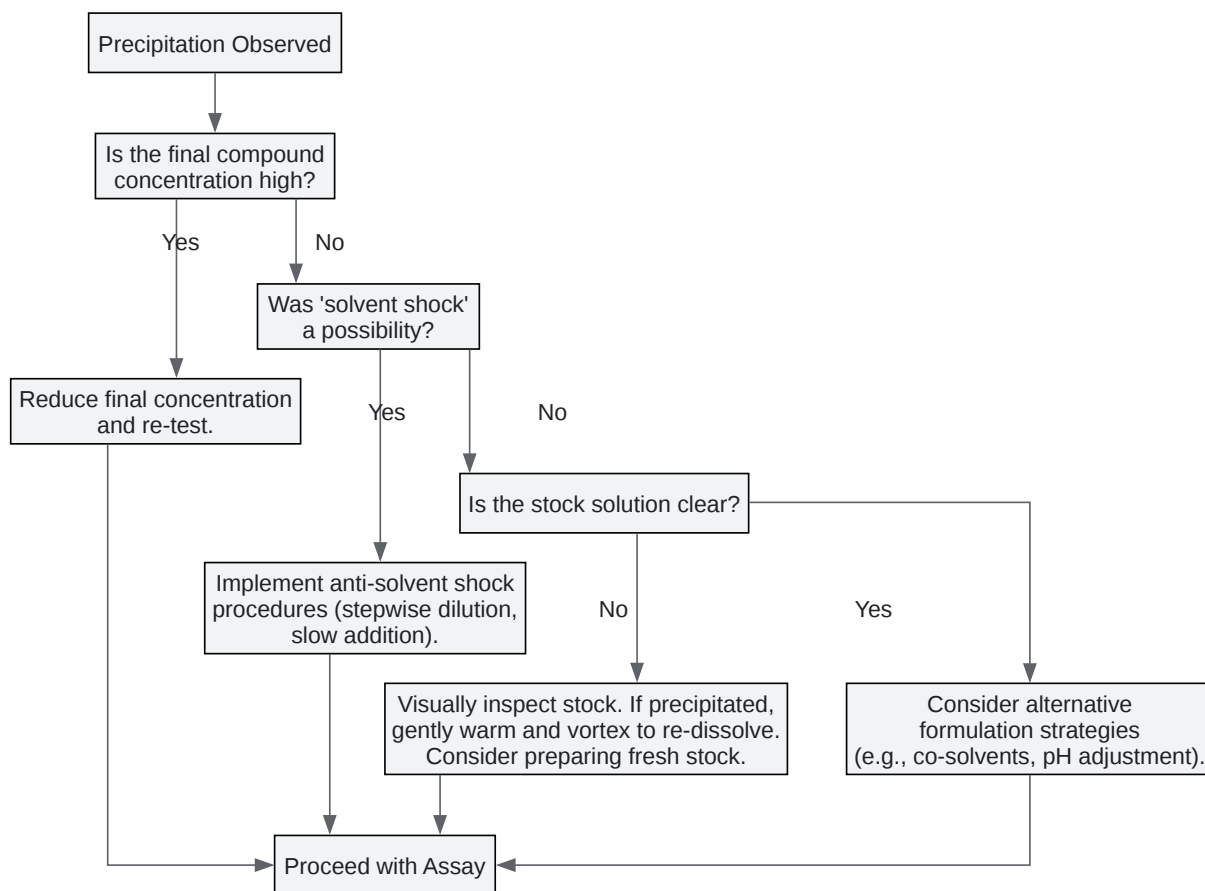 Precipitation Observed
Is the final compound
concentration high?
Yes
No
Was 'solvent shock'
a possibility?
Reduce final concentration
and re-test.
Yes
No
Is the stock solution clear?
Implement anti-solvent shock
procedures (stepwise dilution,
slow addition).
No
Yes
Visually inspect stock. If precipitated,
gently warm and vortex to re-dissolve.
Consider preparing fresh stock.
Consider alternative
formulation strategies
(e.g., co-solvents, pH adjustment).
Proceed with Assay